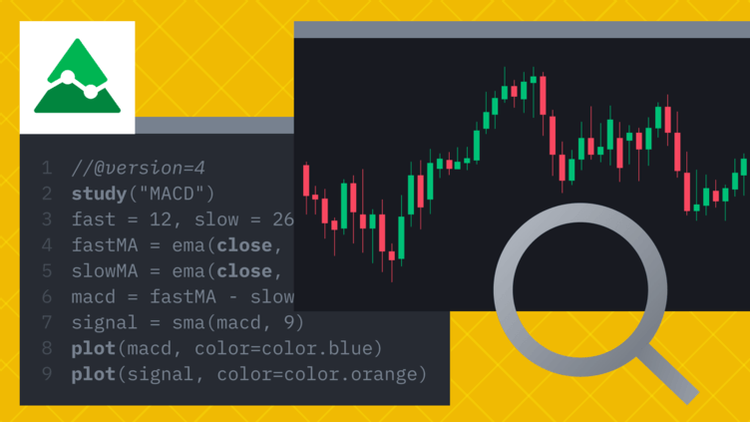 1 //@version=4
2 study("MACD")
3 fast = 12, slow = 26
4 fastMA = ema(close,
5 slowMA = ema(close,
6 macd = fastMA - slow
7 signal = sma(macd, 9)
8 plot(macd, color=color.blue)
9 plot(signal, color=color.orange)